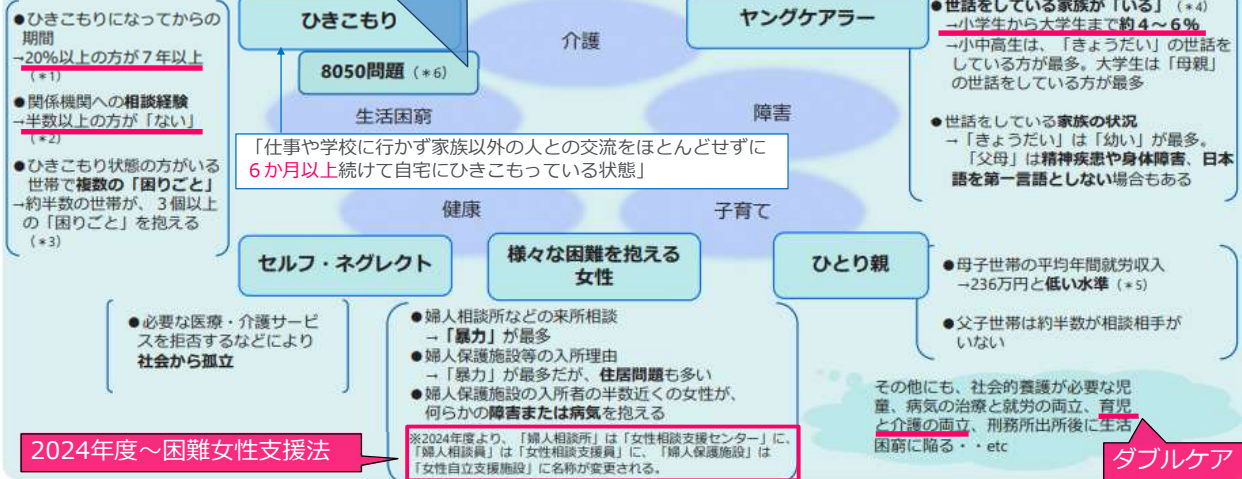 ●ひきこもりになってからの
期間
→20%以上の方が7年以上
(*1)
●関係機関への相談経験
→半数以上の方が「ない」
(*2)
●ひきこもり状態の方がいる
世帯で複数の「困りごと」
→約半数の世帯が、3個以上
の「困りごと」を抱える
(*3)
ひきこもり
8050問題(*6)
介護
生活困窮
障害
健康
子育て
「仕事や学校に行かず家族以外の人との交流をほとんどせずに
6か月以上続けて自宅にひきこもっている状態」
ヤングケアラー
●世話をしている家族が「いる」(*4)
→小学生から大学生まで約4~6%
→小中高生は、「きょうだい」の世話を
している方が最多。大学生は「母親」
の世話をしている方が最多
●世話をしている家族の状況
→「きょうだい」は「幼い」が最多。
「父母」は精神疾患や身体障害、日本
語を第一言語としない場合もある
セルフ・ネグレクト
●必要な医療・介護サービ
スを拒否するなどにより
社会から孤立
様々な困難を抱える
女性
●婦人相談所などの来所相談
→「暴力」が最多
●婦人保護施設等の入所理由
→「暴力」が最多だが、住居問題も多い
●婦人保護施設の入所者の半数近くの女性が、
何らかの障害または病気を抱える
※2024年度より、「婦人相談所」は「女性相談支援センター」に、
「婦人相談員」は「女性相談支援員」に、「婦人保護施設」は
「女性自立支援施設」に名称が変更される。
2024年度~困難女性支援法
ひとり親
●母子世帯の平均年間就労収入
→236万円と低い水準(*5)
●父子世帯は約半数が相談相手が
いない
その他にも、社会的養護が必要な児
童、病気の治療と就労の両立、育児
と介護の両立、刑務所出所後に生活
困窮に陥る・・etc
ダブルケア